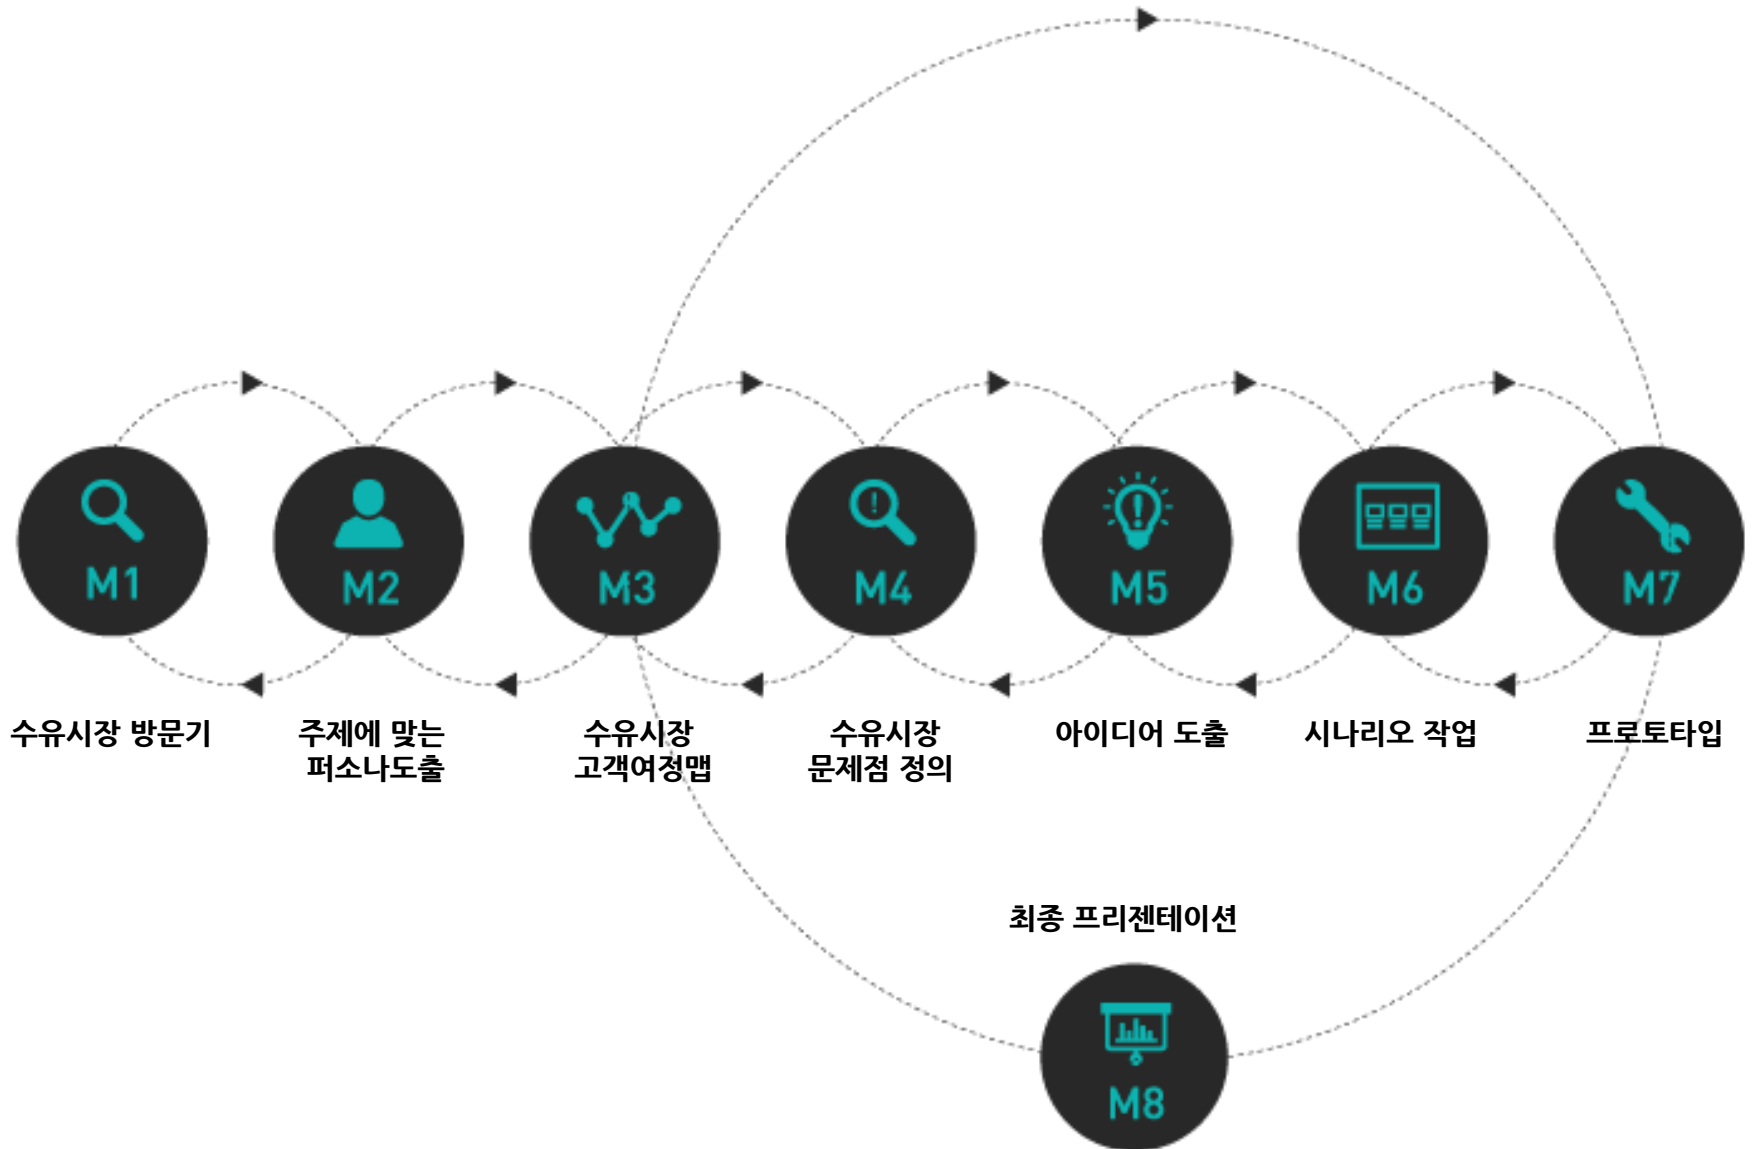 M1
M2
M3
M4
M5
M6
M7
수유시장 방문기
주제에 맞는
퍼소나도출
수유시장
고객여정맵
수유시장
문제점 정의
아이디어 도출
시나리오 작업
프로토타입
최종 프리젠테이션
M8